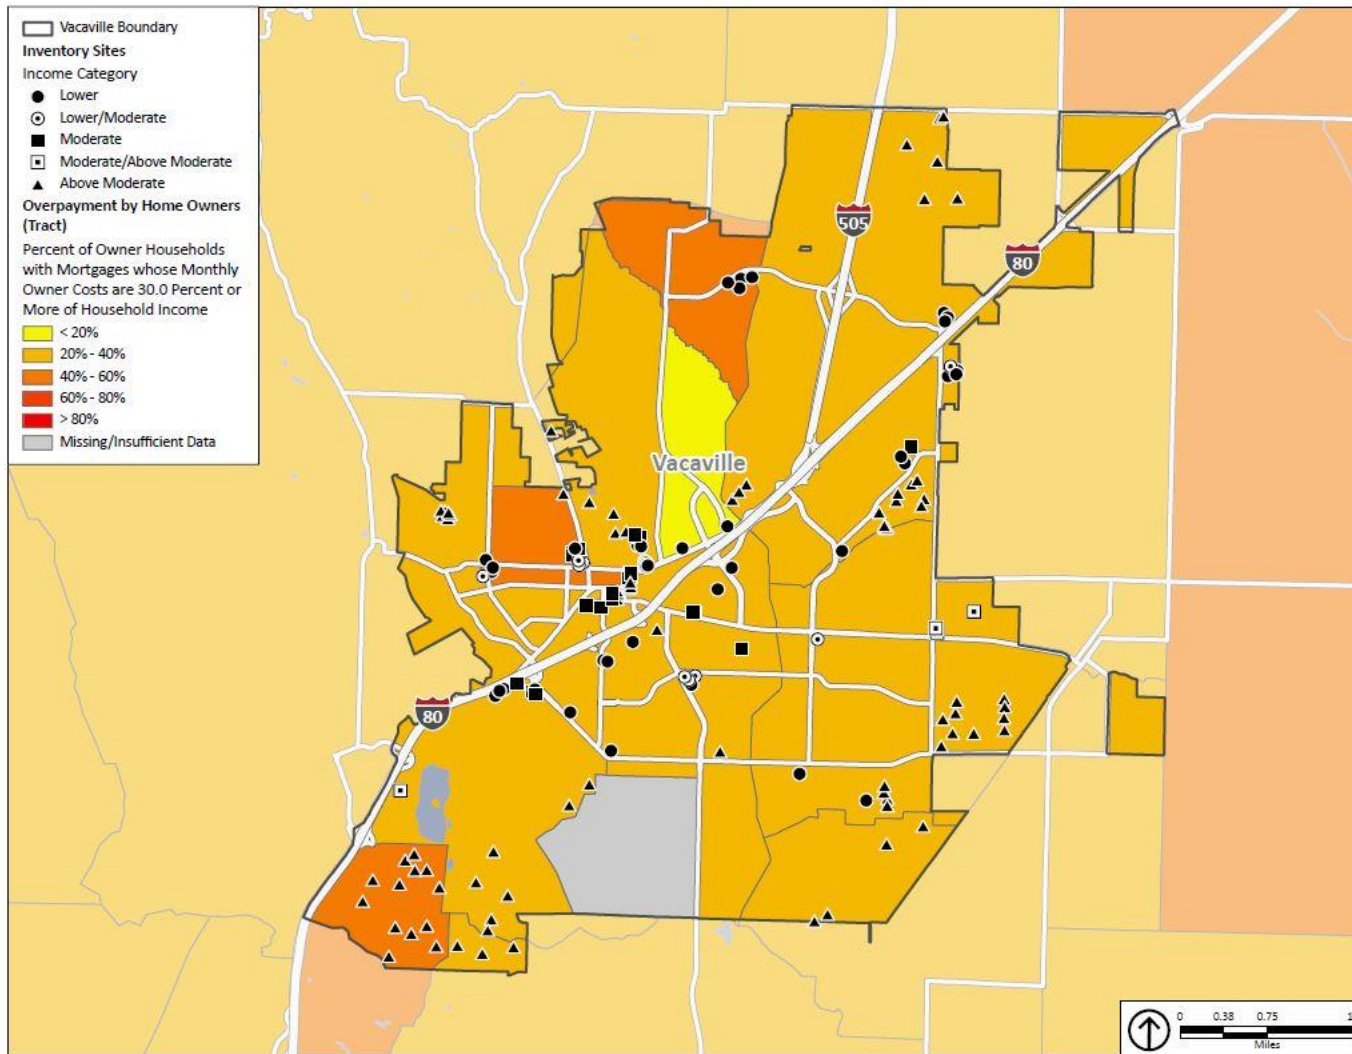 Vacaville Boundary
Inventory Sites
Income Category
Lower
Lower/Moderate
Moderate
Moderate/Above Moderate
Above Moderate
Overpayment by Home Owners
(Tract)
Percent of Owner Households
with Mortgages whose Monthly
Owner Costs are 30.0 Percent or
More of Household Income
< 20%
20% - 40%
40% - 60%
60% - 80%
> 80%
Missing/Insufficient Data
505
80
Vacaville
80
0 0.38 0.75 1
Miles